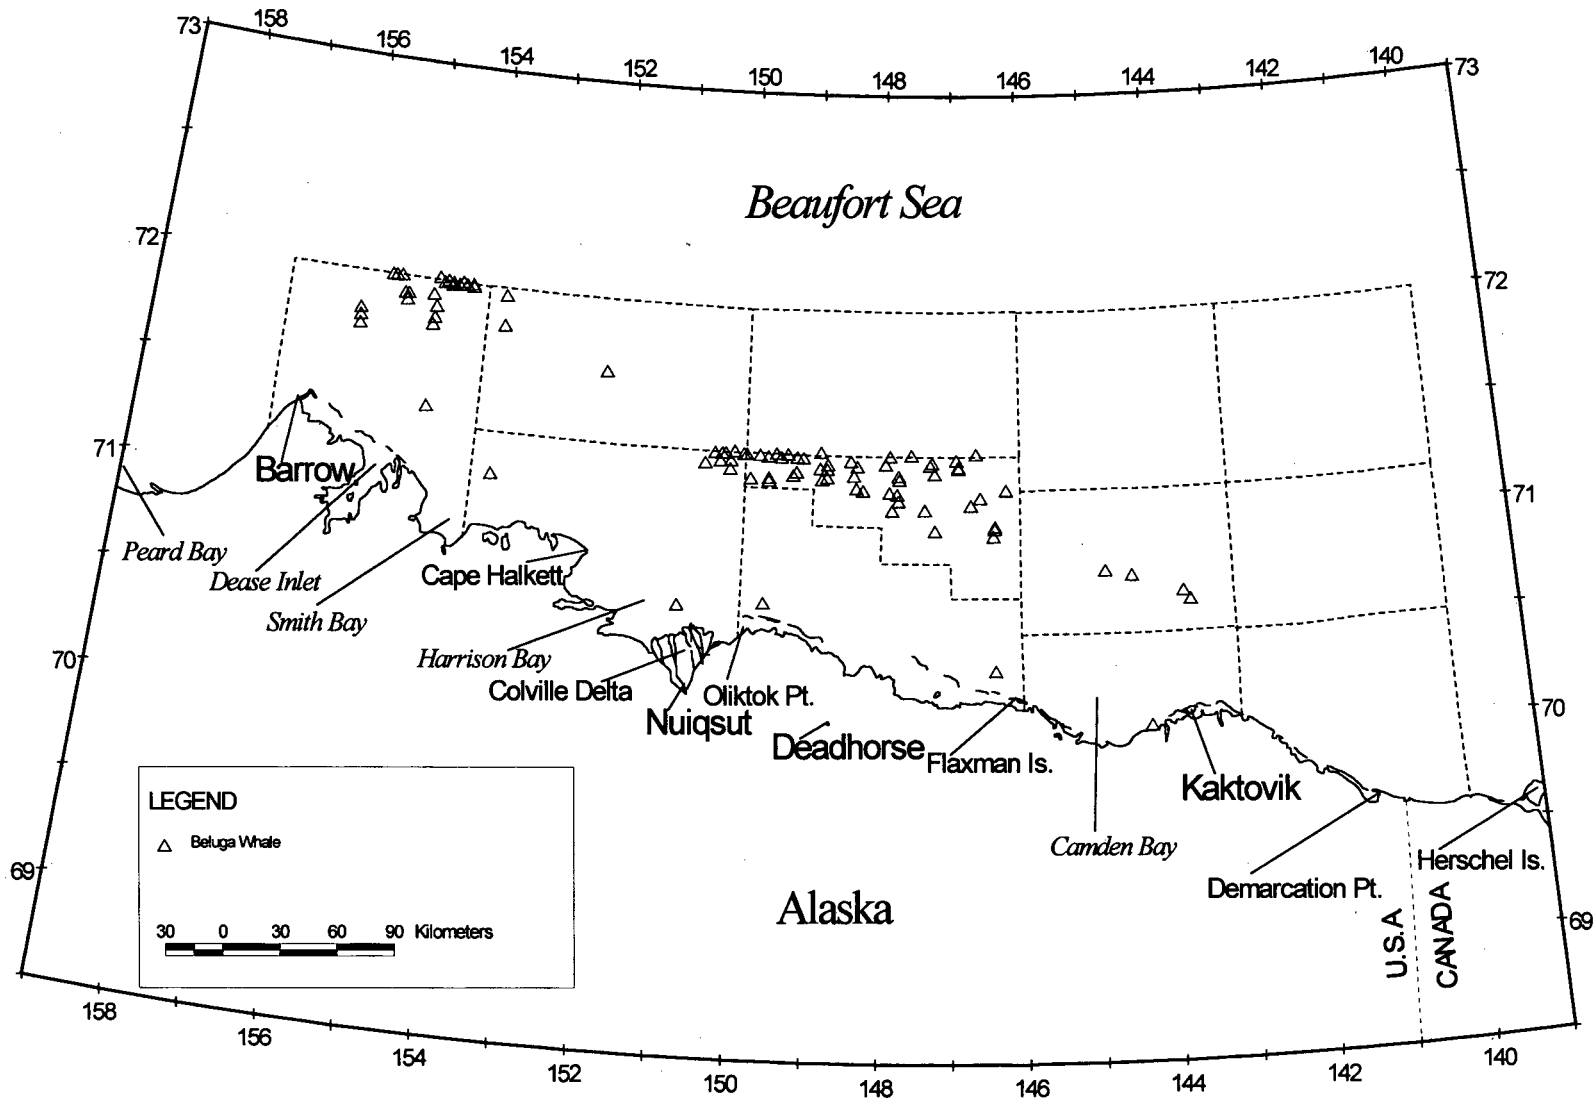 73
158
156
154
152
150
148
146
144
142
140
73
Beaufort Sea
72
72
71
Barrow
71
Peard Bay
Dease Inlet
Cape Halkett
Smith Bay
70
Harrison Bay
Colville Delta
Oliktok Pt.
70
Nuiqsut
Deadhorse
Flaxman Is.
Kaktovik
LEGEND
Beluga Whale
Camden Bay
Herschel Is.
69
Demarcation Pt.
Alaska
69
30 0 30 60 90 Kilometers
U.S.A
CANADA
158
156
154
152
150
148
146
144
142
140